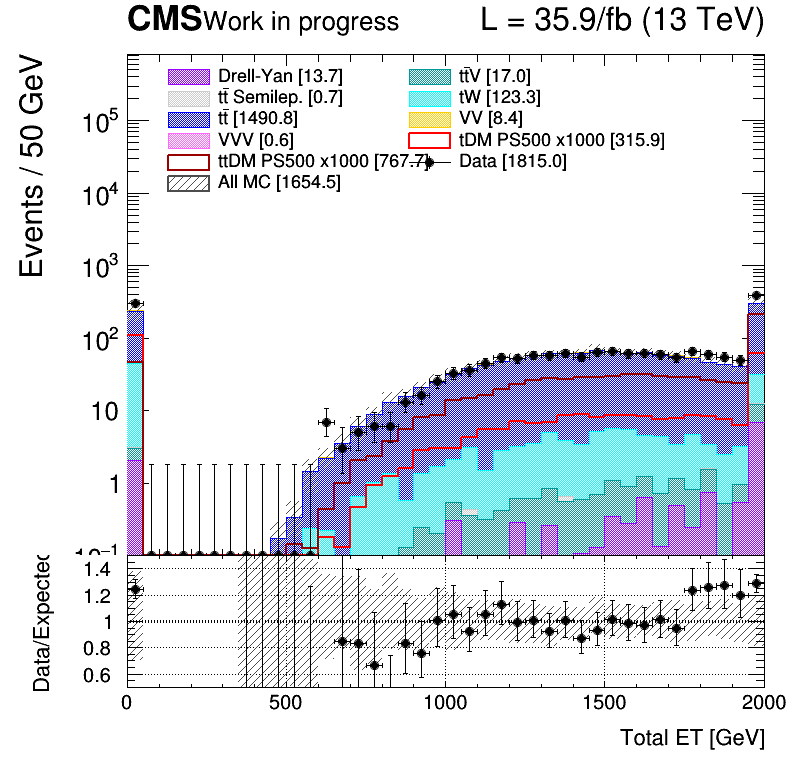 CMS Work in progress L = 35.9/fb (13 TeV)
Events / 50 GeV
Drell-Yan [13.7] tt̄V [17.0]
tt̄ Semilep. [0.7] tW [123.3]
tt̄ [1490.8] VV [8.4]
VVV [0.6] tDM PS500 x1000 [315.9]
ttDM PS500 x1000 [767.7] Data [1815.0]
All MC [1654.5]
10⁵
10⁴
10³
10²
10
1
10⁻¹
Data/Expected
1.4
1.2
1
0.8
0.6
0 500 1000 1500 2000
Total ET [GeV]